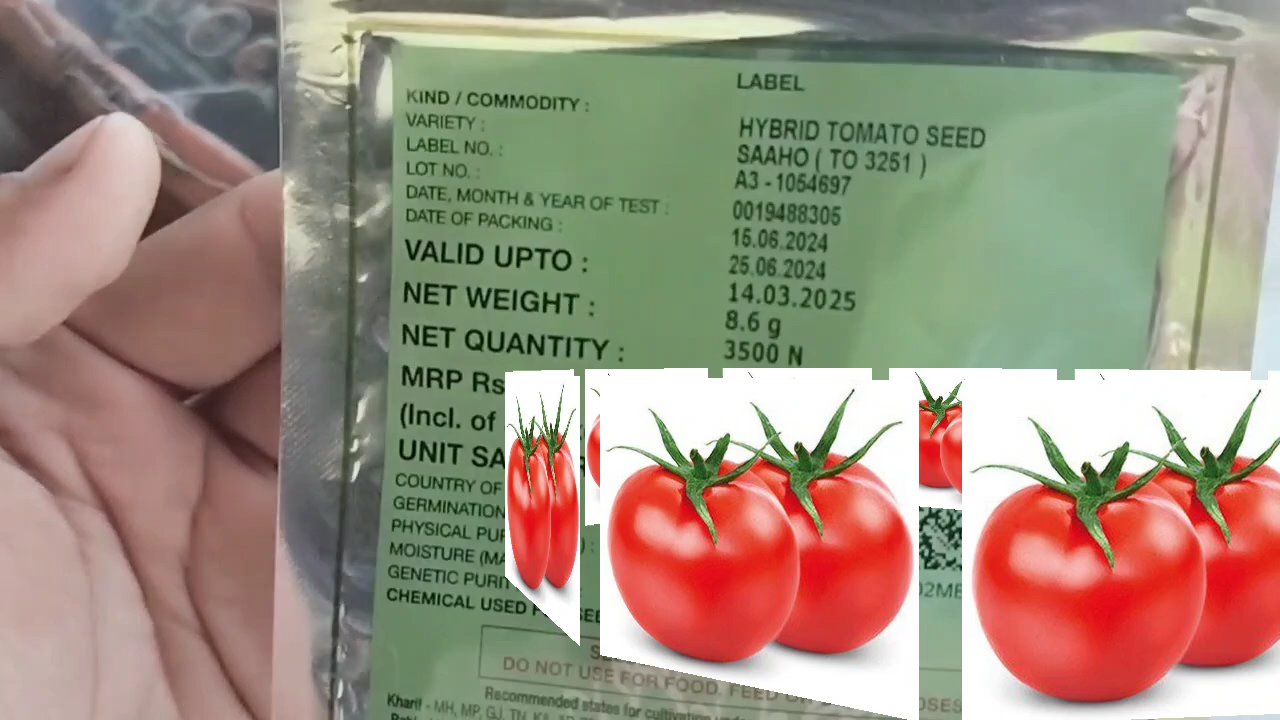 LABEL
KIND / COMMODITY : HYBRID TOMATO SEED
VARIETY : SAAHO ( TO 3251 )
LABEL NO. : A3 - 1054697
LOT NO. : 0019488305
DATE, MONTH & YEAR OF TEST : 15.06.2024
DATE OF PACKING : 25.06.2024
VALID UPTO : 14.03.2025
NET WEIGHT : 8.6 g
NET QUANTITY : 3500 N
MRP Rs
(Incl. of
UNIT SA
COUNTRY OF
GERMINATION
PHYSICAL PUR
MOISTURE (MA
GENETIC PURIT
CHEMICAL USED
DO NOT USE FOR FOOD, FEED
Recommended states for cultivation
Kharif - MH, MP, GJ, TN, KA,